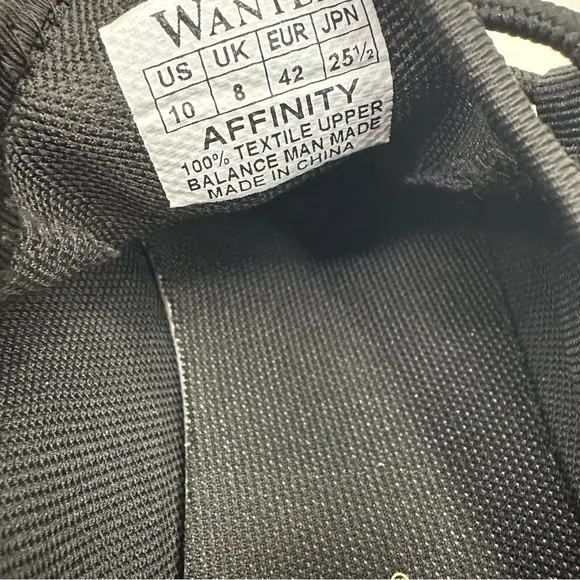 WANTE
US UK EUR JPN
10 8 42 25½
AFFINITY
100% TEXTILE UPPER
BALANCE MAN MADE
MADE IN CHINA